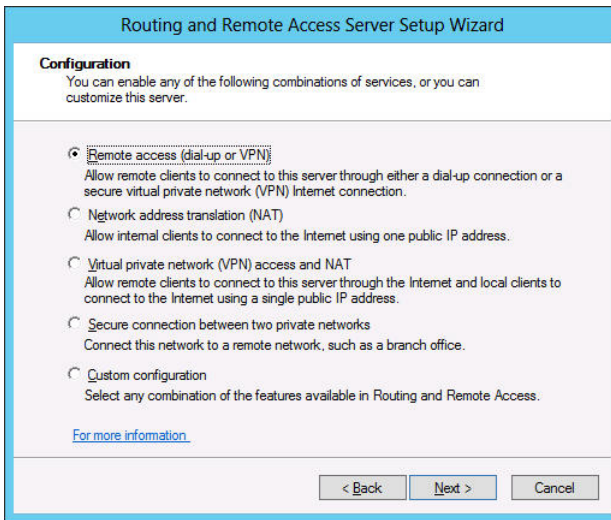 Routing and Remote Access Server Setup Wizard
Configuration
You can enable any of the following combinations of services, or you can
customize this server.
Remote access (dial-up or VPN)
Allow remote clients to connect to this server through either a dial-up connection or a
secure virtual private network (VPN) Internet connection.
Network address translation (NAT)
Allow internal clients to connect to the Internet using one public IP address.
Virtual private network (VPN) access and NAT
Allow remote clients to connect to this server through the Internet and local clients to
connect to the Internet using a single public IP address.
Secure connection between two private networks
Connect this network to a remote network, such as a branch office.
Custom configuration
Select any combination of the features available in Routing and Remote Access.
For more information
< Back
Next >
Cancel